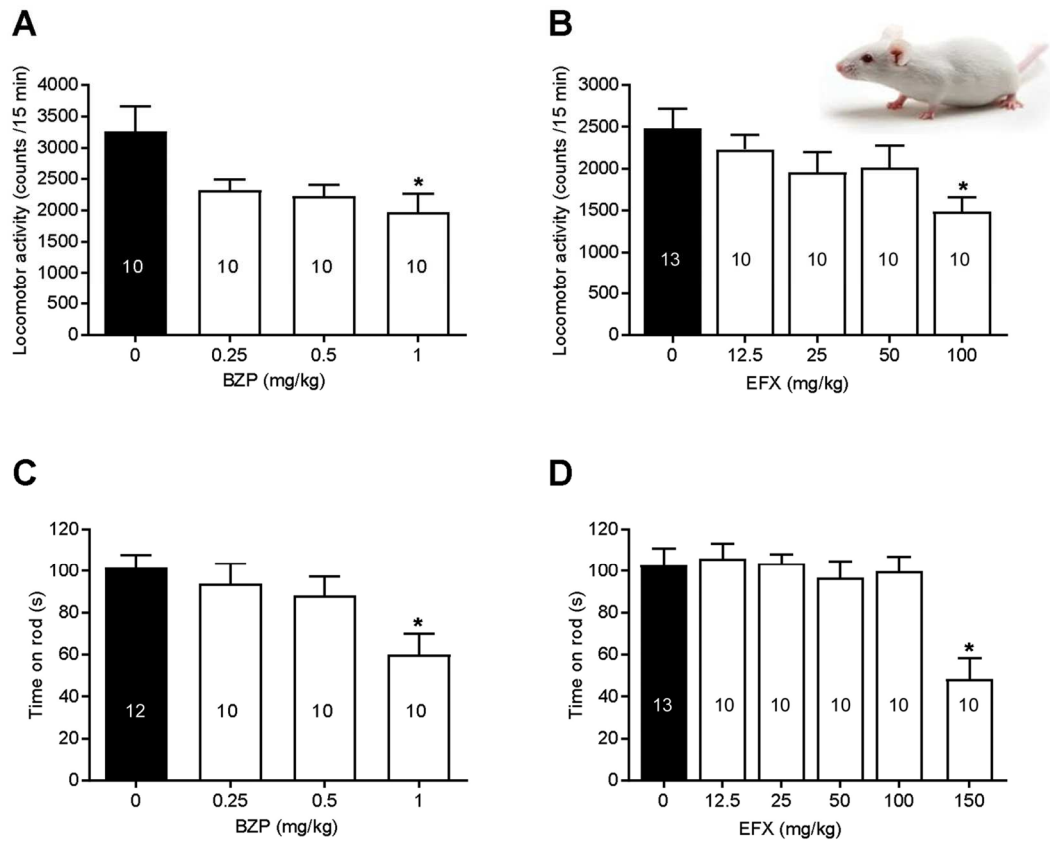 A
Locomotor activity (counts /15 min)
4000
3500
3000
2500
2000
1500
1000
500
0
*
10 10 10 10
0 0.25 0.5 1
BZP (mg/kg)
B
Locomotor activity (counts /15 min)
3000
2500
2000
1500
1000
500
0
*
13 10 10 10 10
0 12.5 25 50 100
EFX (mg/kg)
C
Time on rod (s)
120
100
80
60
40
20
0
*
12 10 10 10
0 0.25 0.5 1
BZP (mg/kg)
D
Time on rod (s)
120
100
80
60
40
20
0
*
13 10 10 10 10 10
0 12.5 25 50 100 150
EFX (mg/kg)